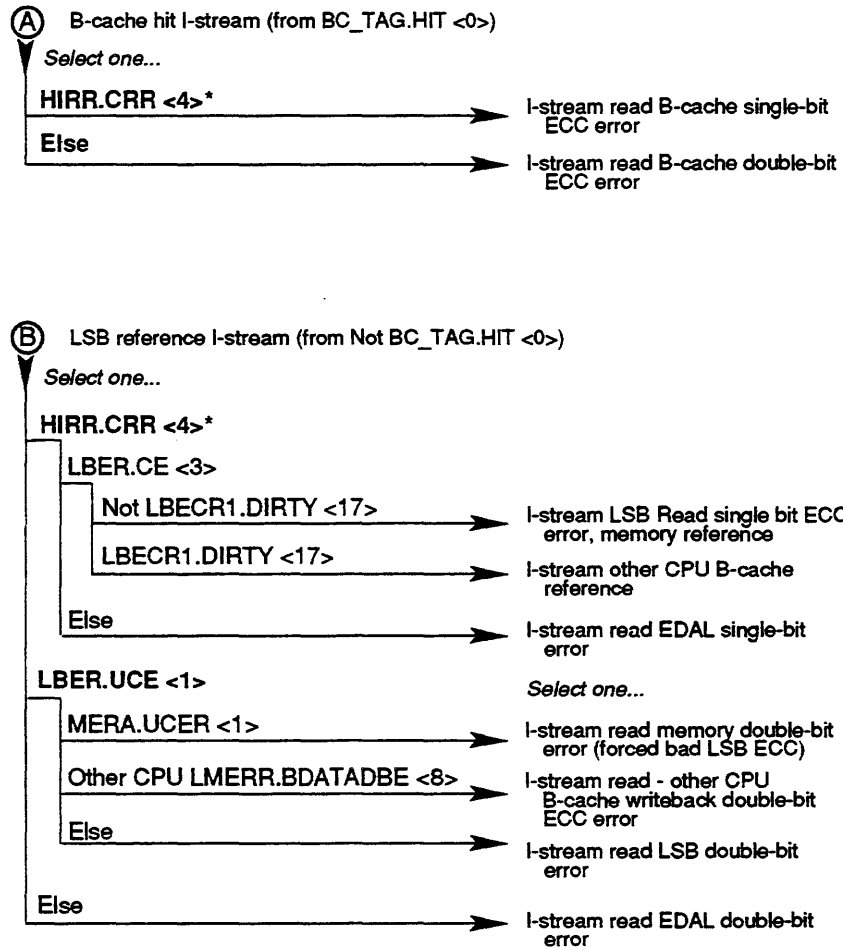 A B-cache hit I-stream (from BC_TAG.HIT <0>)
Select one...
HIRR.CRR <4>*
I-stream read B-cache single-bit
ECC error
Else
I-stream read B-cache double-bit
ECC error
B LSB reference I-stream (from Not BC_TAG.HIT <0>)
Select one...
HIRR.CRR <4>*
LBER.CE <3>
Not LBECR1.DIRTY <17>
I-stream LSB Read single bit ECC
error, memory reference
LBECR1.DIRTY <17>
I-stream other CPU B-cache
reference
Else
I-stream read EDAL single-bit
error
LBER.UCE <1>
Select one...
MERA.UCER <1>
I-stream read memory double-bit
error (forced bad LSB ECC)
Other CPU LMERR.BDATADBE <8>
I-stream read - other CPU
B-cache writeback double-bit
ECC error
Else
I-stream read LSB double-bit
error
Else
I-stream read EDAL double-bit
error